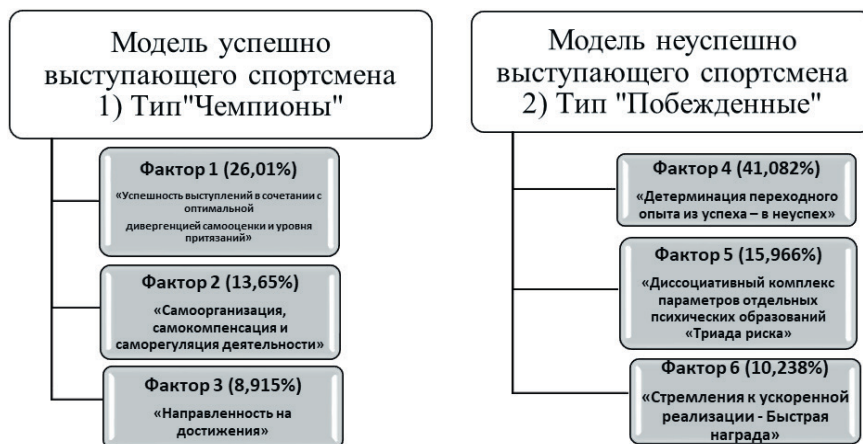 Модель успешно
выступающего спортсмена
1) Тип"Чемпионы"
Фактор 1 (26,01%)
«Успешность выступлений в сочетании с
оптимальной
дивергенцией самооценки и уровня
притязаний»
Фактор 2 (13,65%)
«Самоорганизация,
самокомпенсация и
саморегуляция деятельности»
Фактор 3 (8,915%)
«Направленность на
достижения»
Модель неуспешно
выступающего спортсмена
2) Тип "Побежденные"
Фактор 4 (41,082%)
«Детерминация переходного
опыта из успеха – в неуспех»
Фактор 5 (15,966%)
«Диссоциативный комплекс
параметров отдельных
психических образований
«Триада риска»
Фактор 6 (10,238%)
«Стремления к ускоренной
реализации - Быстрая
награда»